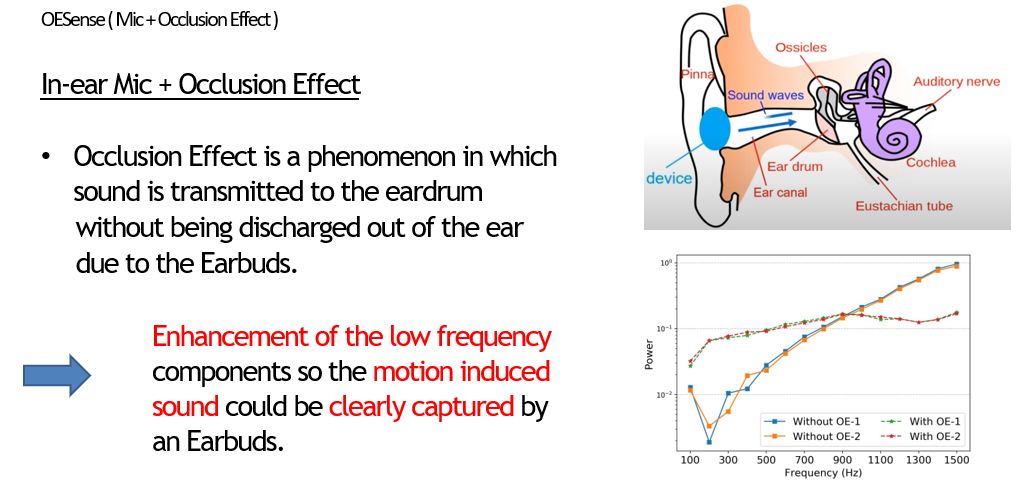 OESense ( Mic + Occlusion Effect )
In-ear Mic + Occlusion Effect
• Occlusion Effect is a phenomenon in which
sound is transmitted to the eardrum
without being discharged out of the ear
due to the Earbuds.
Enhancement of the low frequency
components so the motion induced
sound could be clearly captured by
an Earbuds.
Ossicles
Pinna
Sound waves
Auditory nerve
device
Ear drum
Ear canal
Cochlea
Eustachian tube
10⁰
10⁻¹
10⁻²
Power
Without OE-1
Without OE-2
With OE-1
With OE-2
100 300 500 700 900 1100 1300 1500
Frequency (Hz)